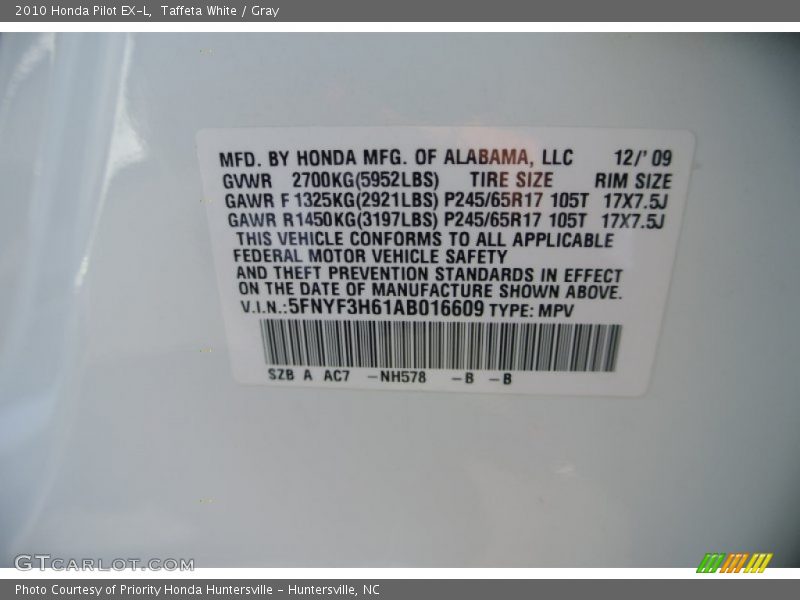 2010 Honda Pilot EX-L, Taffeta White / Gray
MFD. BY HONDA MFG. OF ALABAMA, LLC 12/' 09
GVWR 2700KG(5952LBS) TIRE SIZE RIM SIZE
GAWR F 1325KG(2921LBS) P245/65R17 105T 17X7.5J
GAWR R1450KG(3197LBS) P245/65R17 105T 17X7.5J
THIS VEHICLE CONFORMS TO ALL APPLICABLE
FEDERAL MOTOR VEHICLE SAFETY
AND THEFT PREVENTION STANDARDS IN EFFECT
ON THE DATE OF MANUFACTURE SHOWN ABOVE.
V.I.N.:5FNYF3H61AB016609 TYPE: MPV
SZB A AC7 -NH578 -B -B
GTCARLOT.COM
Photo Courtesy of Priority Honda Huntersville - Huntersville, NC